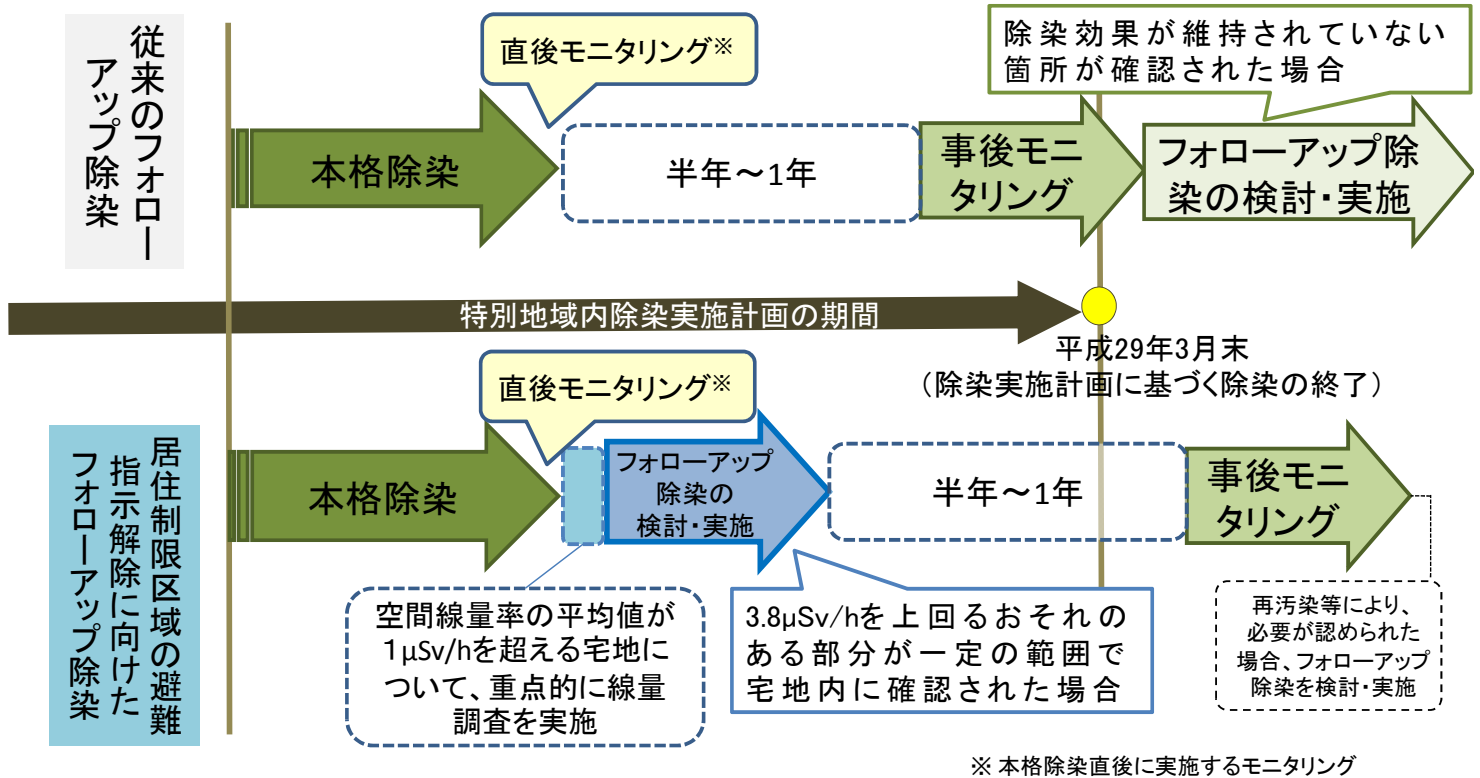 従来のフォロー
アップ除染
直後モニタリング※
除染効果が維持されていない
箇所が確認された場合
本格除染
半年～1年
事後モニ
タリング
フォローアップ除
染の検討・実施
特別地域内除染実施計画の期間
平成29年3月末
（除染実施計画に基づく除染の終了）
居住制限区域の避難
指示解除に向けた
フォローアップ除染
直後モニタリング※
本格除染
フォローアップ
除染の
検討・実施
半年～1年
事後モニ
タリング
空間線量率の平均値が
１μSv/hを超える宅地に
ついて、重点的に線量
調査を実施
3.8μSv/hを上回るおそれの
ある部分が一定の範囲で
宅地内に確認された場合
再汚染等により、
必要が認められた
場合、フォローアップ
除染を検討・実施
※ 本格除染直後に実施するモニタリング